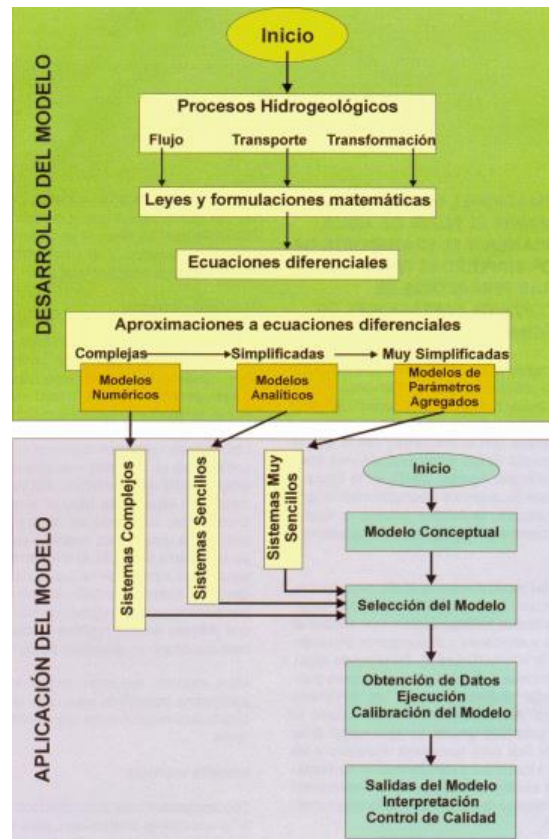 DESARROLLO DEL MODELO
Inicio
Procesos Hidrogeológicos
Flujo Transporte Transformación
Leyes y formulaciones matemáticas
Ecuaciones diferenciales
Aproximaciones a ecuaciones diferenciales
Complejas Simplificadas Muy Simplificadas
Modelos
Numéricos
Modelos
Analíticos
Modelos de
Parámetros
Agregados
APLICACIÓN DEL MODELO
Sistemas Complejos
Sistemas Sencillos
Sistemas Muy
Sencillos
Inicio
Modelo Conceptual
Selección del Modelo
Obtención de Datos
Ejecución
Calibración del Modelo
Salidas del Modelo
Interpretación
Control de Calidad